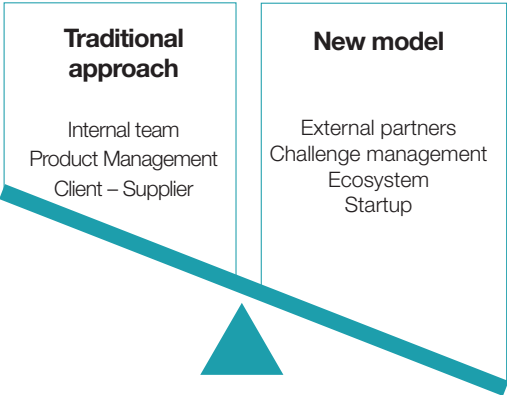 Traditional
approach
Internal team
Product Management
Client – Supplier
New model
External partners
Challenge management
Ecosystem
Startup